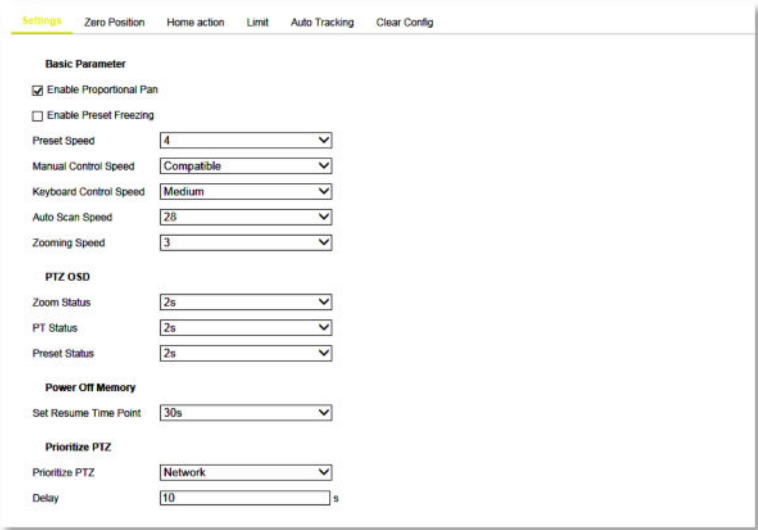 Settings Zero Position Home action Limit Auto Tracking Clear Config
Basic Parameter
Enable Proportional Pan
Enable Preset Freezing
Preset Speed 4
Manual Control Speed Compatible
Keyboard Control Speed Medium
Auto Scan Speed 28
Zooming Speed 3
PTZ OSD
Zoom Status 2s
PT Status 2s
Preset Status 2s
Power Off Memory
Set Resume Time Point 30s
Prioritize PTZ
Prioritize PTZ Network
Delay 10 s